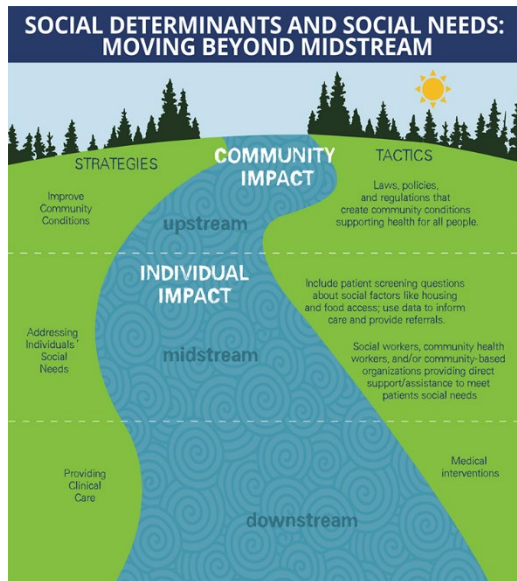 SOCIAL DETERMINANTS AND SOCIAL NEEDS:
MOVING BEYOND MIDSTREAM
STRATEGIES
COMMUNITY
IMPACT
TACTICS
Improve
Community
Conditions
upstream
Laws, policies,
and regulations that
create community conditions
supporting health for all people.
INDIVIDUAL
IMPACT
Include patient screening questions
about social factors like housing
and food access; use data to inform
care and provide referrals.
Addressing
Individuals'
Social
Needs
midstream
Social workers, community health
workers, and/or community-based
organizations providing direct
support/assistance to meet
patients social needs
Providing
Clinical
Care
Medical
interventions
downstream